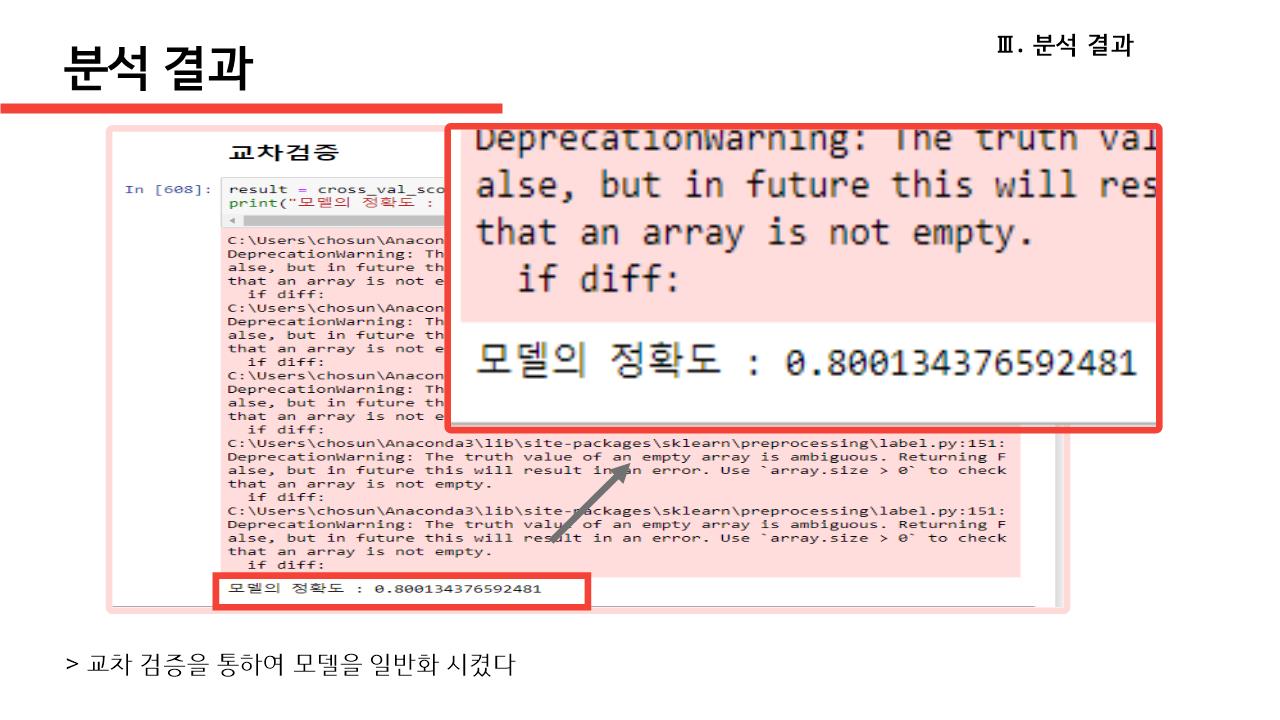 분석 결과
Ⅲ. 분석 결과
교차검증
In [608]:
result = cross_val_sco
print("모델의 정확도 :
C:\Users\chosun\Anacon
DeprecationWarning: Th
alse, but in future th
that an array is not e
if diff:
C:\Users\chosun\Anacon
DeprecationWarning: Th
alse, but in future th
that an array is not e
if diff:
C:\Users\chosun\Anacon
DeprecationWarning: Th
alse, but in future th
that an array is not e
if diff:
C:\Users\chosun\Anaconda3\lib\site-packages\sklearn\preprocessing\label.py:151:
DeprecationWarning: The truth value of an empty array is ambiguous. Returning F
alse, but in future this will result in an error. Use `array.size > 0` to check
that an array is not empty.
if diff:
C:\Users\chosun\Anaconda3\lib\site-packages\sklearn\preprocessing\label.py:151:
DeprecationWarning: The truth value of an empty array is ambiguous. Returning F
alse, but in future this will result in an error. Use `array.size > 0` to check
that an array is not empty.
if diff:
모델의 정확도 : 0.800134376592481
DeprecationWarning: The truth val
alse, but in future this will res
that an array is not empty.
if diff:
모델의 정확도 : 0.800134376592481
> 교차 검증을 통하여 모델을 일반화 시켰다